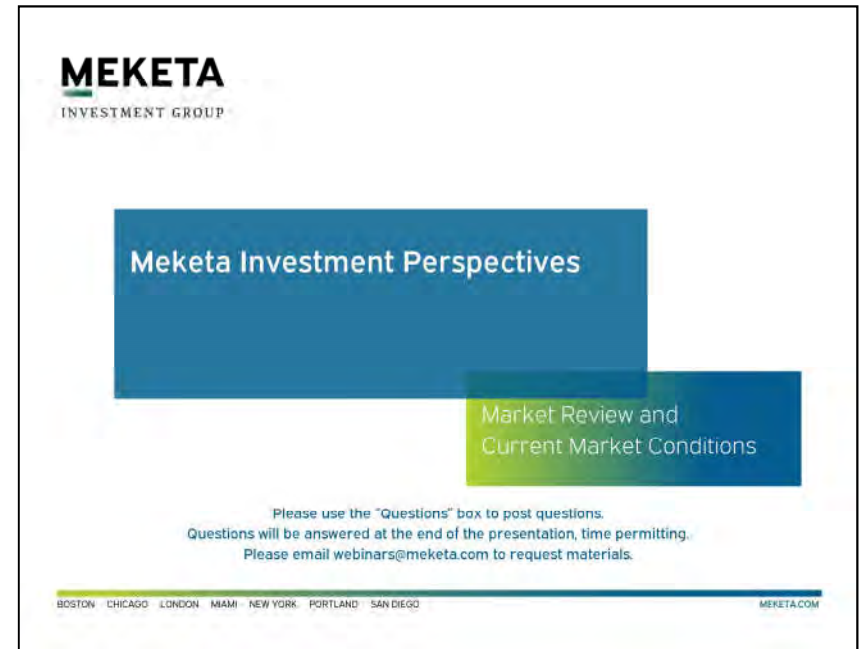 MEKETA
INVESTMENT GROUP
Meketa Investment Perspectives
Market Review and
Current Market Conditions
Please use the "Questions" box to post questions.
Questions will be answered at the end of the presentation, time permitting.
Please email webinars@meketa.com to request materials.
BOSTON CHICAGO LONDON MIAMI NEW YORK PORTLAND SAN DIEGO
MEKETA.COM